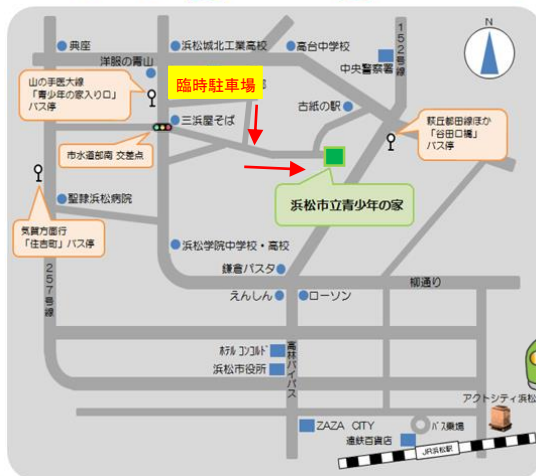 N
典座
浜松城北工業高校
高台中学校
152号線
洋服の青山
中央警察署
山の手医大線
「青少年の家入り口」
バス停
臨時駐車場
古紙の駅
三浜屋そば
萩丘都田線ほか
「谷田口橋」
バス停
市水道部南 交差点
聖隷浜松病院
浜松市立青少年の家
気賀方面行
「住吉町」バス停
浜松学院中学校・高校
鎌倉パスタ
257号線
柳通り
えんしん
ローソン
ホテル コンコルド
浜松市役所
高林バイパス
アクトシティ浜松
ZAZA CITY
バス乗場
遠鉄百貨店
JR浜松駅